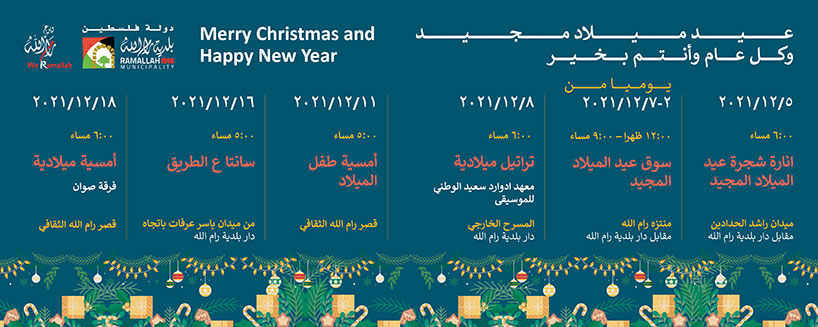 عيد ميلاد مجيد
وكل عام وأنتم بخير
Merry Christmas and
Happy New Year
دولة فلسطين
بلدية رام الله
RAMALLAH 1908
MUNICIPALITY
وين ع رام الله
We Ramallah
٢٠٢١/١٢/٥
٦:٠٠ مساء
انارة شجرة عيد
الميلاد المجيد
ميدان راشد الحدادين
مقابل دار بلدية رام الله
يوميا من
٢٠٢١/١٢/٧-٢
١٢:٠٠ ظهرا – ٩:٠٠ مساء
سوق عيد الميلاد
المجيد
منتزه رام الله
مقابل دار بلدية رام الله
٢٠٢١/١٢/٨
٦:٠٠ مساء
تراتيل ميلادية
معهد ادوارد سعيد الوطني
للموسيقى
المسرح الخارجي
دار بلدية رام الله
٢٠٢١/١٢/١١
٥:٠٠ مساء
أمسية طفل
الميلاد
قصر رام الله الثقافي
٢٠٢١/١٢/١٦
٥:٠٠ مساء
سانتا ع الطريق
من ميدان ياسر عرفات باتجاه
دار بلدية رام الله
٢٠٢١/١٢/١٨
٦:٠٠ مساء
أمسية ميلادية
فرقة صوان
قصر رام الله الثقافي